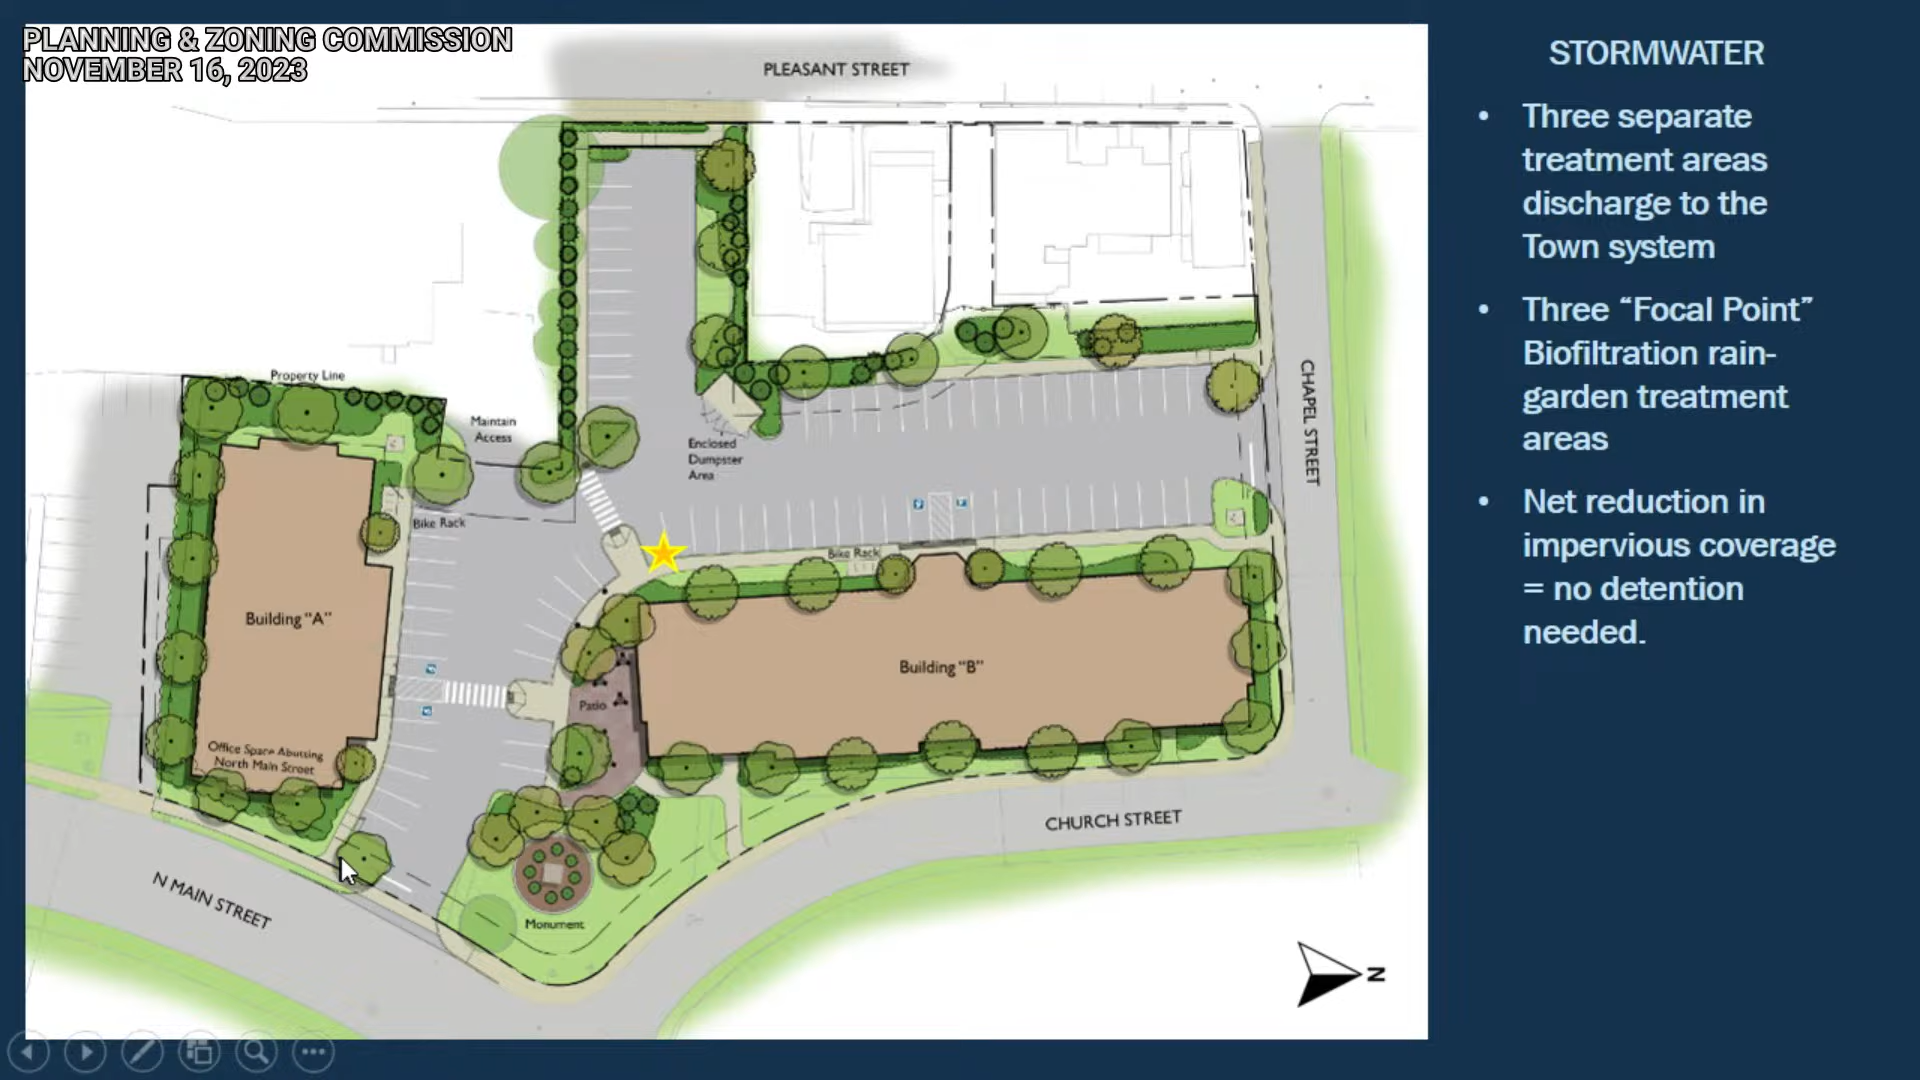 PLANNING & ZONING COMMISSION
NOVEMBER 16, 2023
PLEASANT STREET
Property Line
Maintain
Access
Enclosed
Dumpster
Area
CHAPEL STREET
Bike Rack
Bike Rack
Building "A"
Building "B"
Patio
Office Space Abutting
North Main Street
CHURCH STREET
N MAIN STREET
Monument
N
STORMWATER
• Three separate
treatment areas
discharge to the
Town system
• Three “Focal Point”
Biofiltration rain-
garden treatment
areas
• Net reduction in
impervious coverage
= no detention
needed.